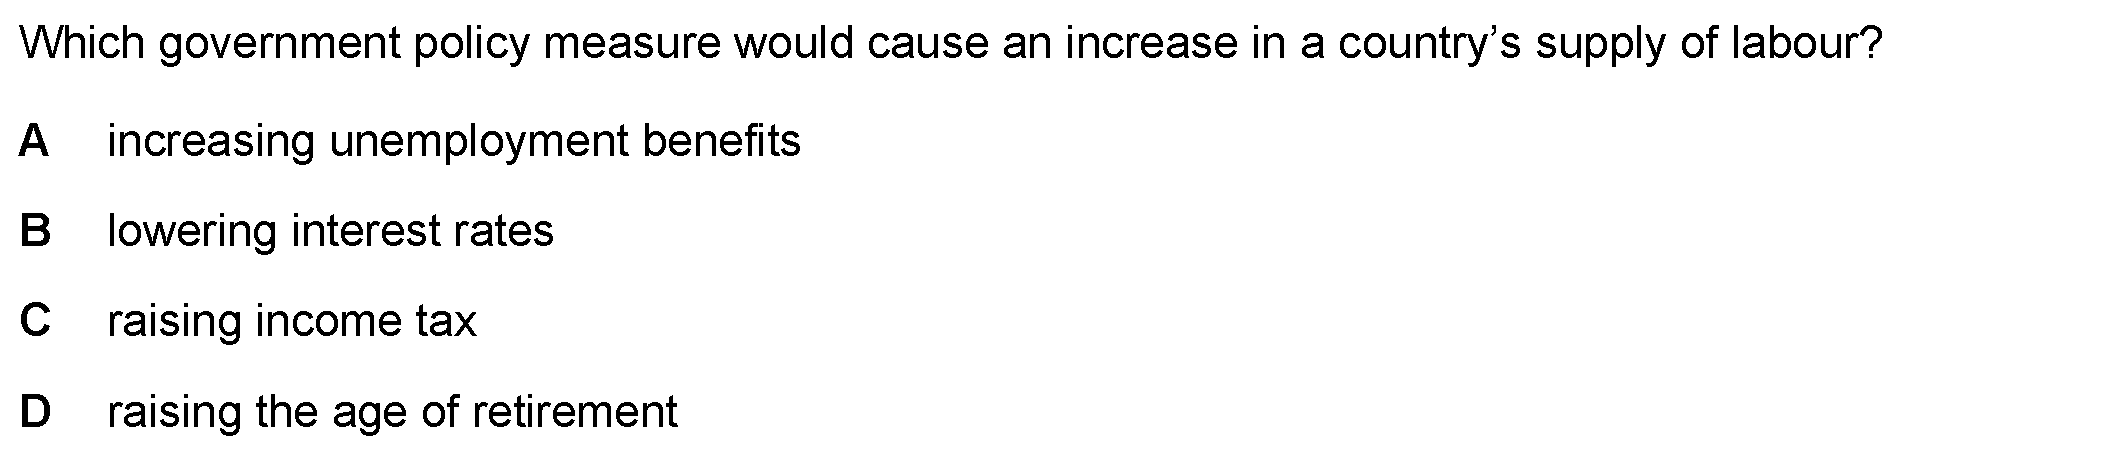 Which government policy measure would cause an increase in a country’s supply of labour?
A increasing unemployment benefits
B lowering interest rates
C raising income tax
D raising the age of retirement